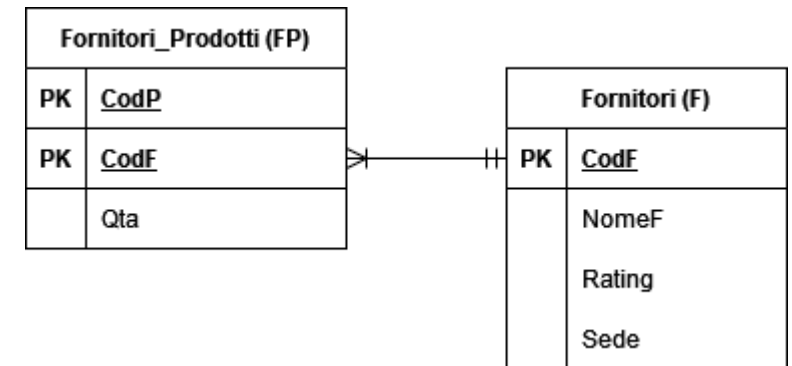 Fornitori_Prodotti (FP)
PK CodP
PK CodF
Qta
Fornitori (F)
PK CodF
NomeF
Rating
Sede